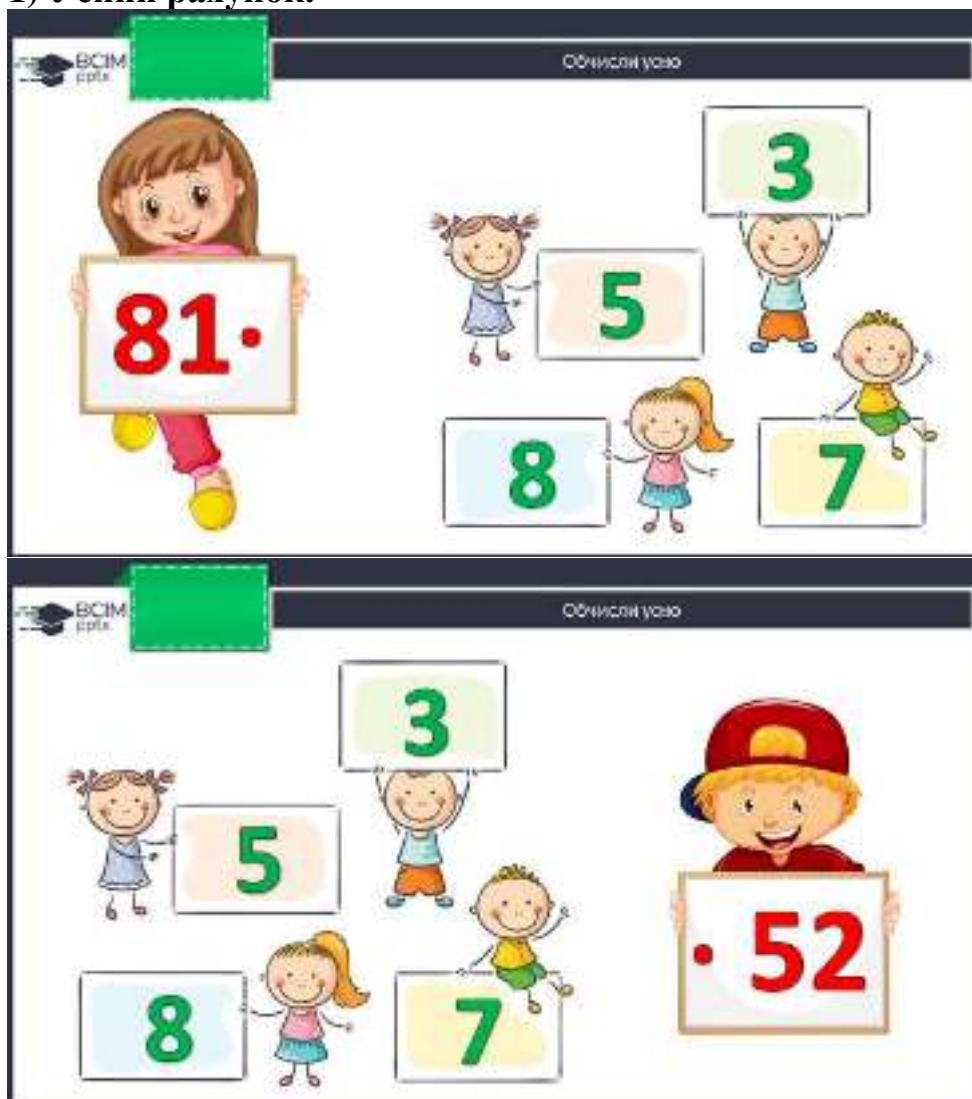 1) Усний рахунок.
ВСІМ
pptx
Обчисли усно
3
5
81·
8
7
ВСІМ
pptx
Обчисли усно
3
5
8
7
· 52